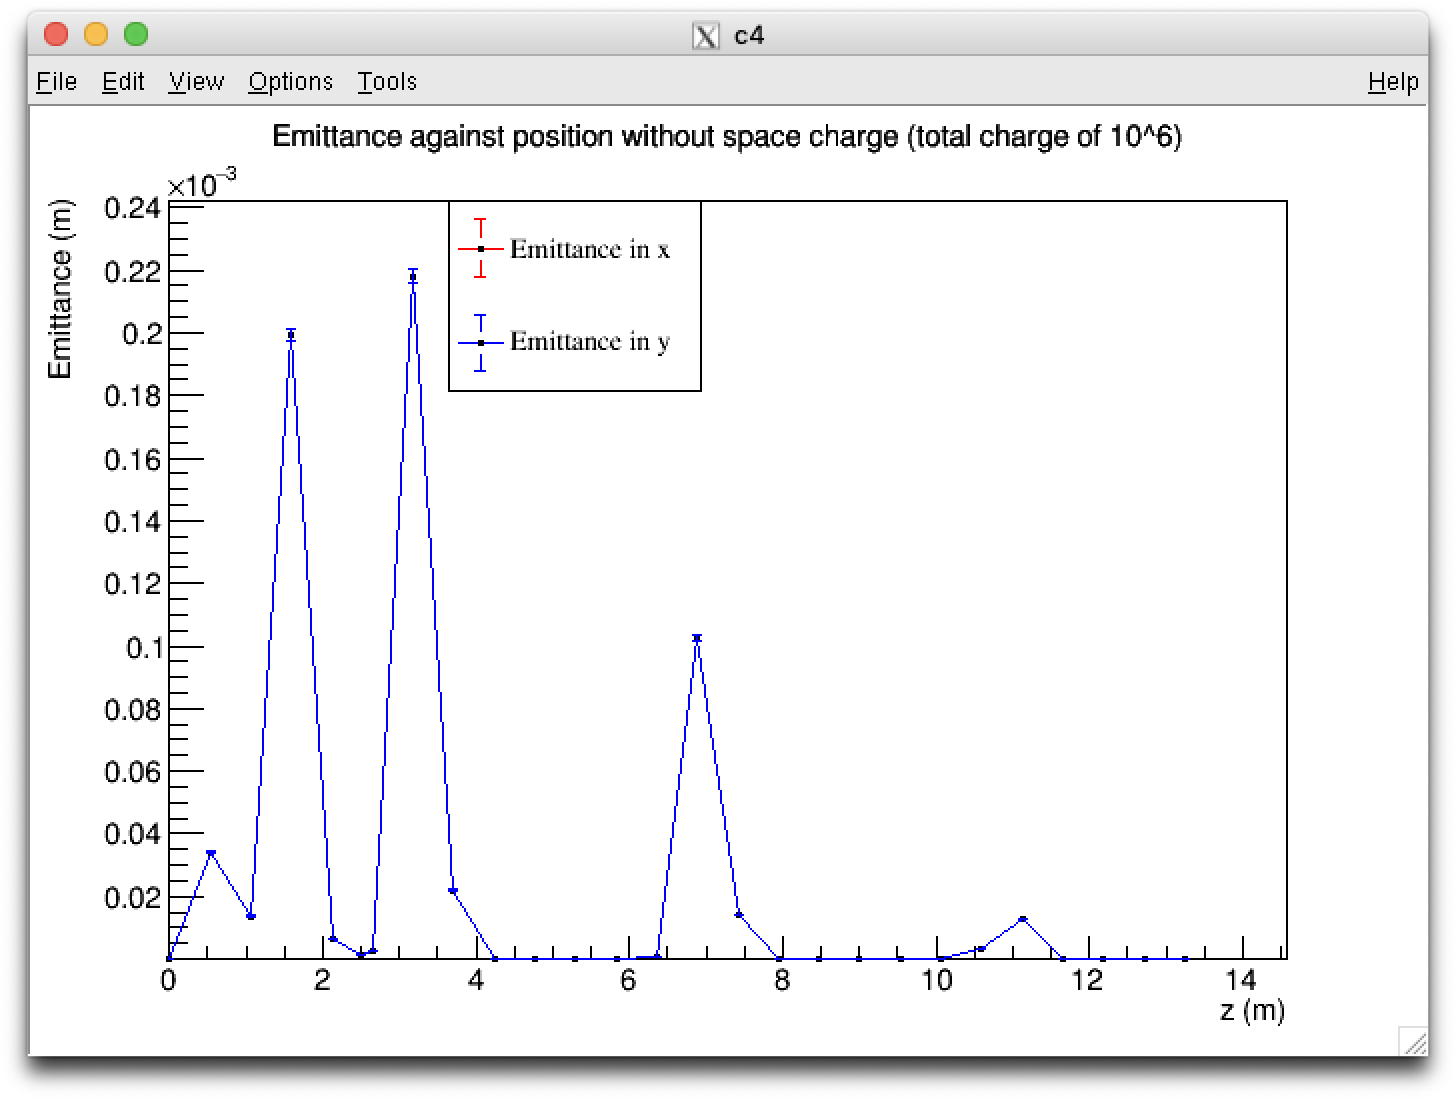 X c4
File Edit View Options Tools Help
Emittance against position without space charge (total charge of 10^6)
×10⁻³
Emittance (m)
0.24
0.22
0.2
0.18
0.16
0.14
0.12
0.1
0.08
0.06
0.04
0.02
Emittance in x
Emittance in y
0 2 4 6 8 10 12 14
z (m)